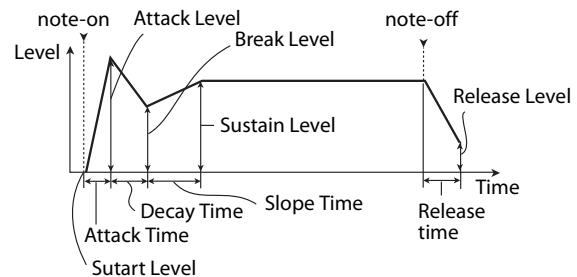 note-on
Attack Level
note-off
Break Level
Level
Release Level
Sustain Level
Time
Decay Time
Slope Time
Release
time
Attack Time
Sutart Level